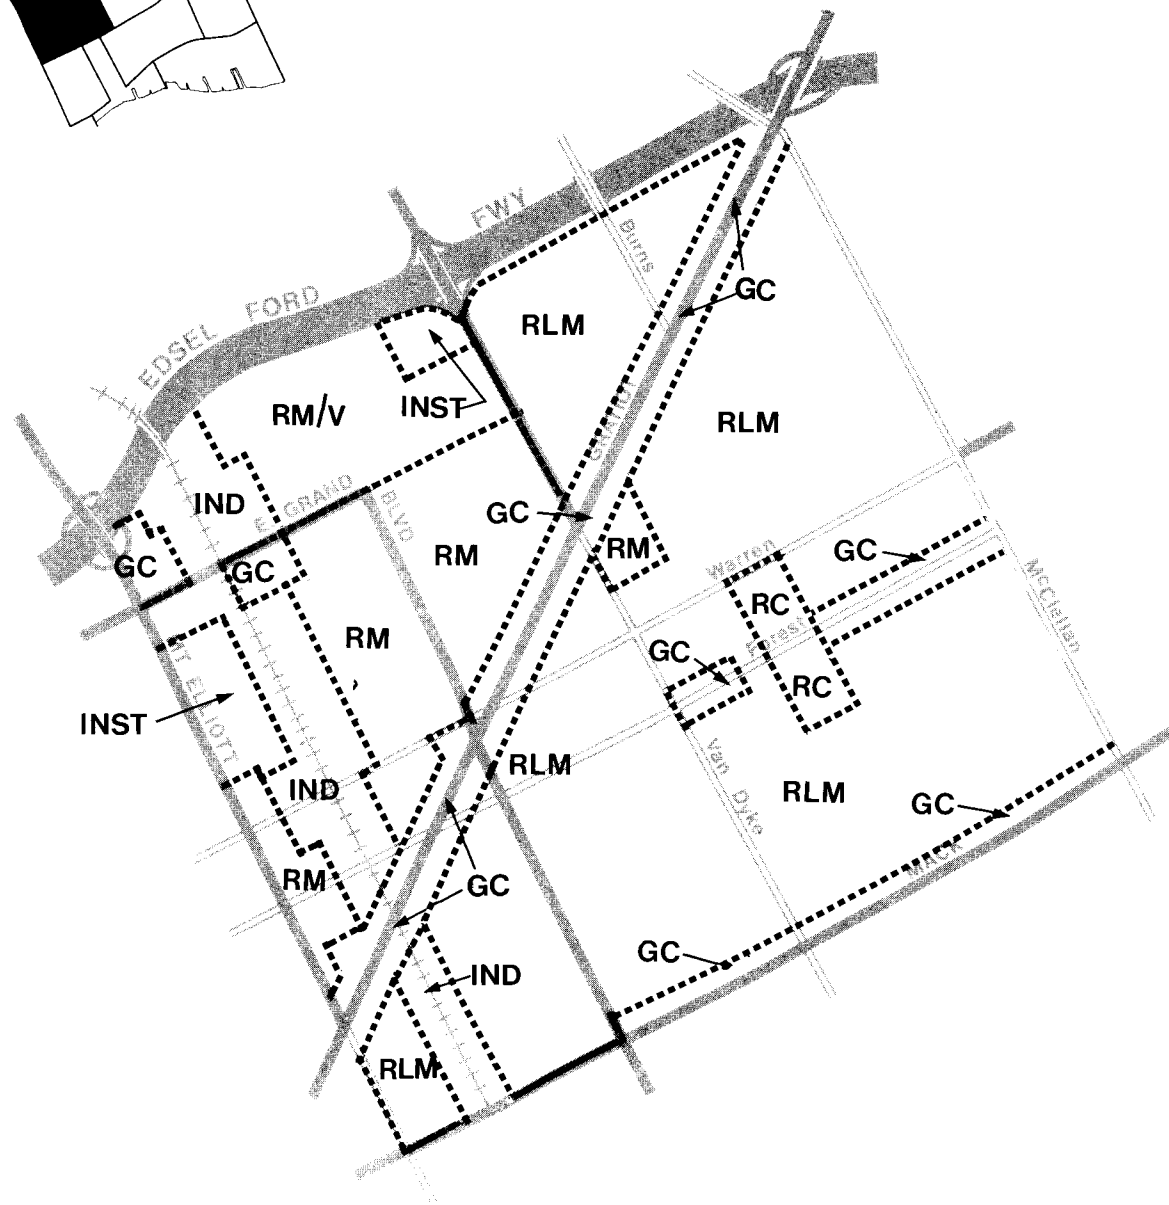 EDSEL FORD FWY
Burns
GC
RLM
GRATIOT
RM/V
INST
RLM
IND
E. GRAND BLVD
GC
RM
RM
GC
GC
Warren
GC
RC
McClellan
RM
Forest
GC
RC
MT ELLIOTT
INST
IND
RLM
Van Dyke
RLM
GC
RM
GC
MACK
GC
IND
RLM